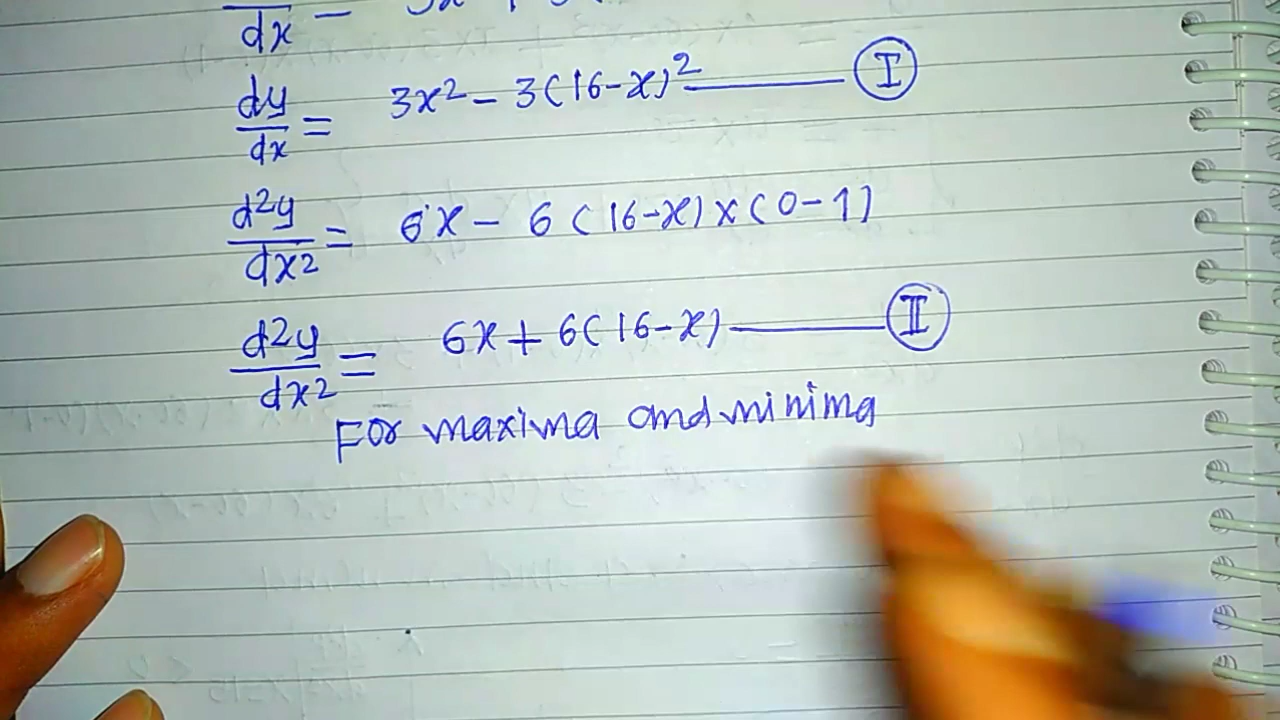 dx
dy/dx = 3x² - 3(16-x)² ——— I
d²y/dx² = 6x - 6(16-x)×(0-1)
d²y/dx² = 6x + 6(16-x) ——— II
For maxima and minima